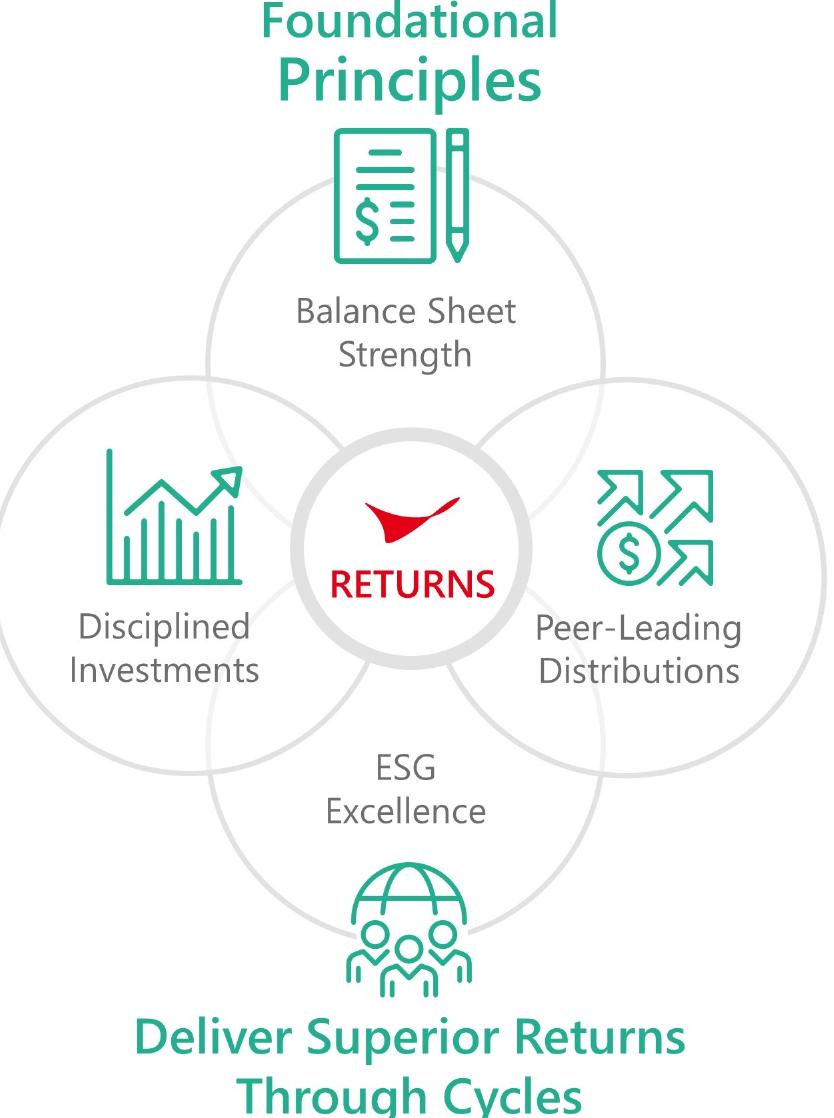 Foundational
Principles
$
Balance Sheet
Strength
RETURNS
$
Disciplined
Investments
Peer-Leading
Distributions
ESG
Excellence
Deliver Superior Returns
Through Cycles